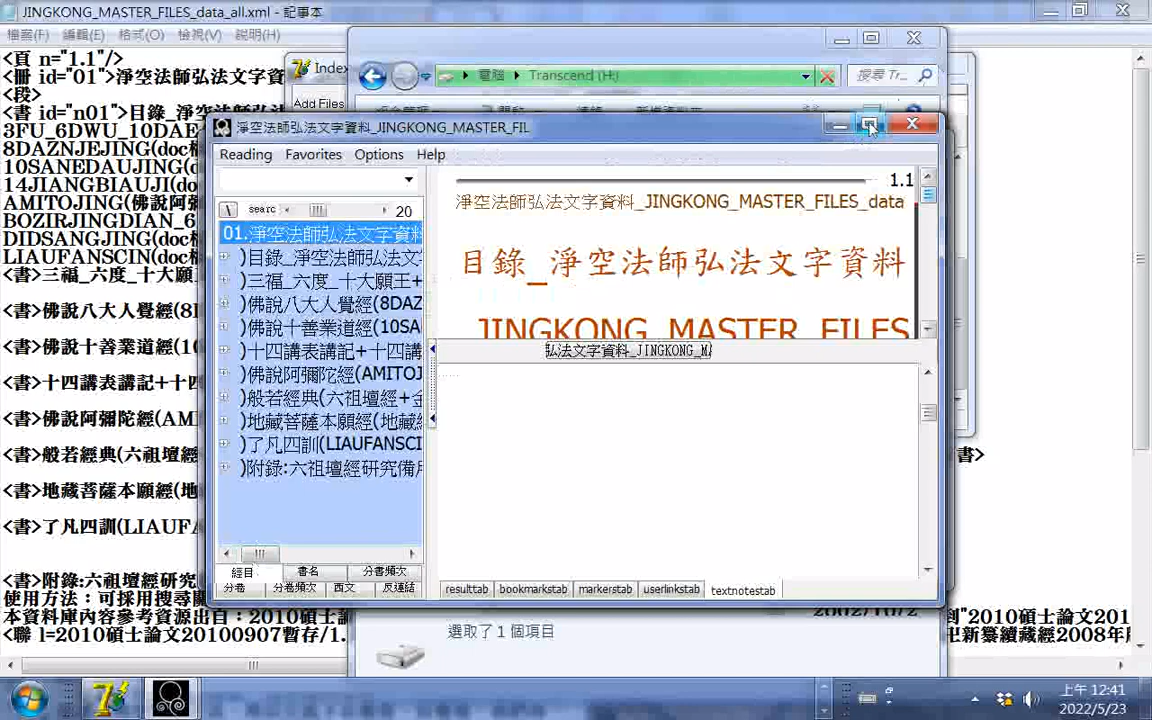 JINGKONG_MASTER_FILES_data_all.xml - 記事本
檔案(F) 編輯(E) 格式(O) 檢視(V) 說明(H)
<頁 n="1.1"/>
<冊 id="01">淨空法師弘法文字資
<段>
<書 id="n01">目錄_淨空法師弘法
3FU_6DWU_10DAE
8DAZNJEJING(doc
10SANEDAUJING(do
14JIANGBIAUJI(do
AMITOJING(佛說阿彌
BOZIRJINGDIAN_6
DIDSANGJING(doc
LIAUFANSCIN
<書>三福_六度_十大願
<書>佛說八大人覺經(8
<書>佛說十善業道經(1
<書>十四講表講記+十四
<書>佛說阿彌陀經(AM
<書>般若經典(六祖壇經
書>
<書>地藏菩薩本願經(地
<書>了凡四訓(LIAUFA
<書>附錄:六祖壇經研究
使用方法：可採用搜尋
本資料庫內容參考資源出自：2010碩士論
到"2010碩士論文201
<聯 l=2010碩士論文20100907暫存/1.
卍新纂續藏經2008年
Index
Add Files
電腦
Transcend (H:)
搜尋 Tr...
淨空法師弘法文字資料_JINGKONG_MASTER_FIL
Reading Favorites Options Help
searc
20
01.淨空法師弘法文字資料
)目錄_淨空法師弘法文
)三福_六度_十大願王+
)佛說八大人覺經(8DAZ
)佛說十善業道經(10SA
)十四講表講記+十四講
)佛說阿彌陀經(AMITOJ
)般若經典(六祖壇經+金
)地藏菩薩本願經(地藏
)了凡四訓(LIAUFANSCIN
)附錄:六祖壇經研究備
經目 書名 分書頻次
分卷 分卷頻次 西文 反連結
1.1
淨空法師弘法文字資料_JINGKONG_MASTER_FILES_data
目錄_淨空法師弘法文字資料
JINGKONG_MASTER_FILES
弘法文字資料_JINGKONG_M
resulttab bookmarkstab markerstab userlinkstab textnotestab
選取了 1 個項目
上午 12:41
2022/5/23